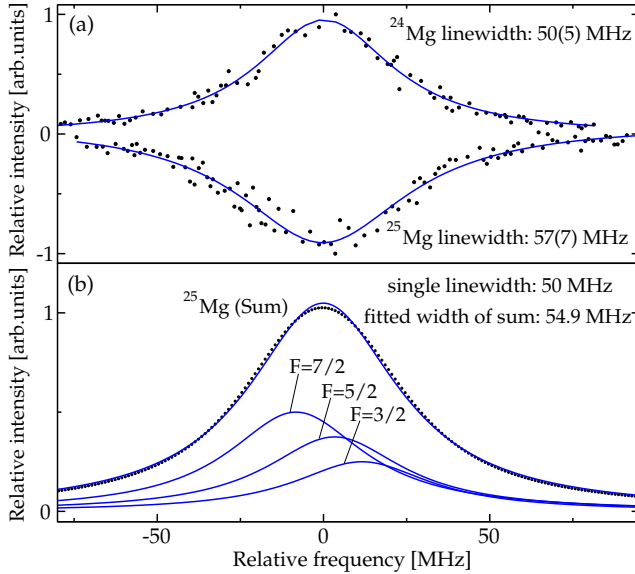 (a)
²⁴Mg linewidth: 50(5) MHz
Relative intensity [arb.units]
1
0
-1
²⁵Mg linewidth: 57(7) MHz
(b)
²⁵Mg (Sum)
single linewidth: 50 MHz
fitted width of sum: 54.9 MHz
Relative intensity [arb.units]
1
0
F=7/2
F=5/2
F=3/2
-50 0 50
Relative frequency [MHz]